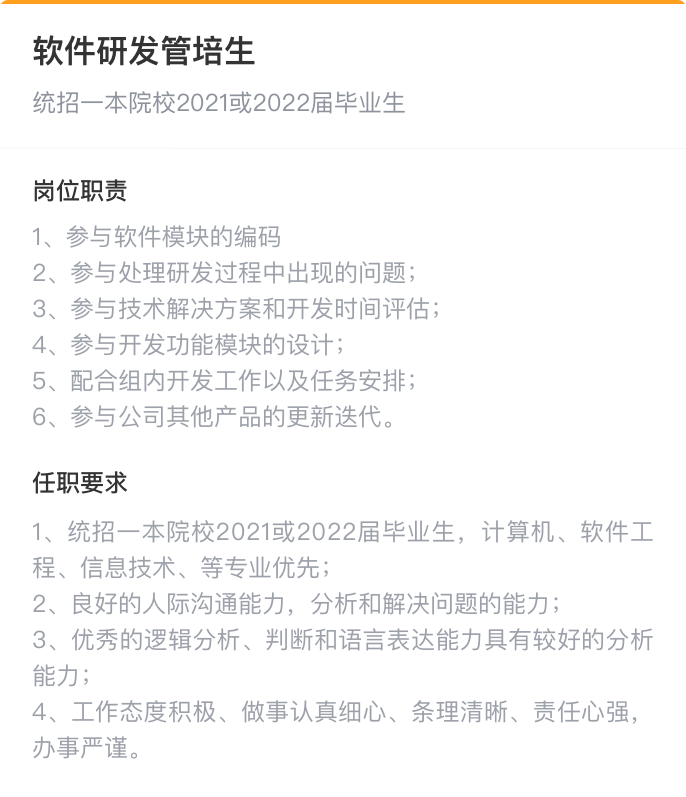 软件研发管培生
统招一本院校2021或2022届毕业生
岗位职责
1、参与软件模块的编码
2、参与处理研发过程中出现的问题；
3、参与技术解决方案和开发时间评估；
4、参与开发功能模块的设计；
5、配合组内开发工作以及任务安排；
6、参与公司其他产品的更新迭代。
任职要求
1、统招一本院校2021或2022届毕业生，计算机、软件工
程、信息技术、等专业优先；
2、良好的人际沟通能力，分析和解决问题的能力；
3、优秀的逻辑分析、判断和语言表达能力具有较好的分析
能力；
4、工作态度积极、做事认真细心、条理清晰、责任心强，
办事严谨。